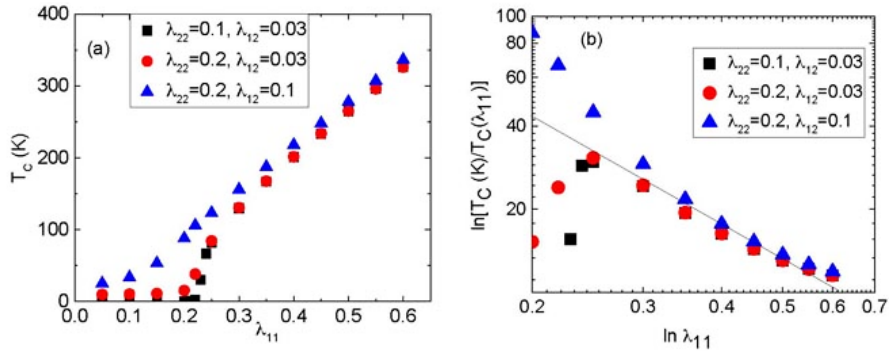 (a)
λ22=0.1, λ12=0.03
λ22=0.2, λ12=0.03
λ22=0.2, λ12=0.1
400
300
200
100
0
TC (K)
0.0 0.1 0.2 0.3 0.4 0.5 0.6
λ11
(b)
λ22=0.1, λ12=0.03
λ22=0.2, λ12=0.03
λ22=0.2, λ12=0.1
100
80
60
40
20
ln[TC (K)/TC(λ11)]
0.2 0.3 0.4 0.5 0.6 0.7
ln λ11